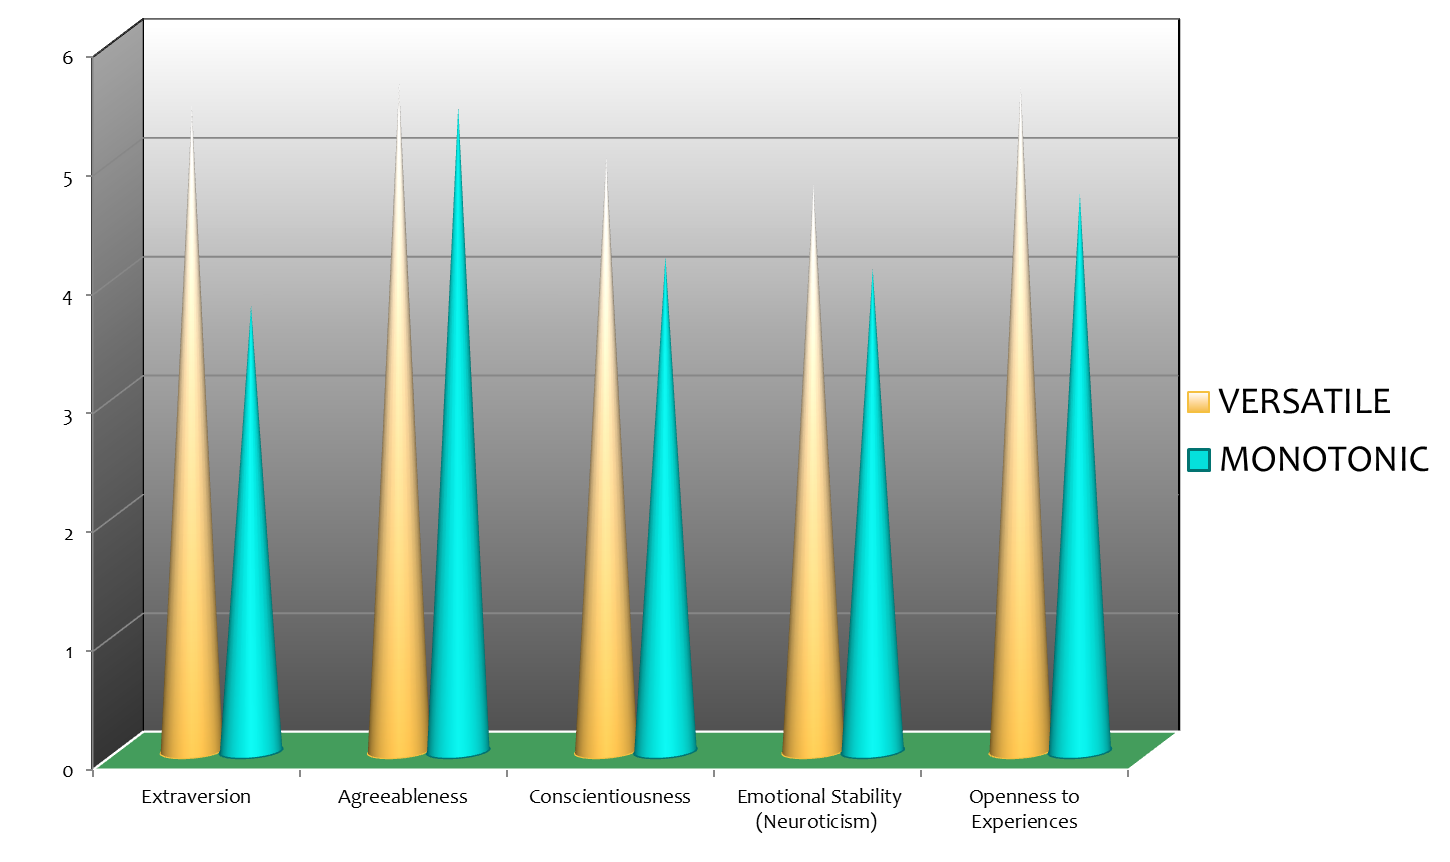 6
5
4
3
2
1
0
Extraversion
Agreeableness
Conscientiousness
Emotional Stability
(Neuroticism)
Openness to
Experiences
VERSATILE
MONOTONIC